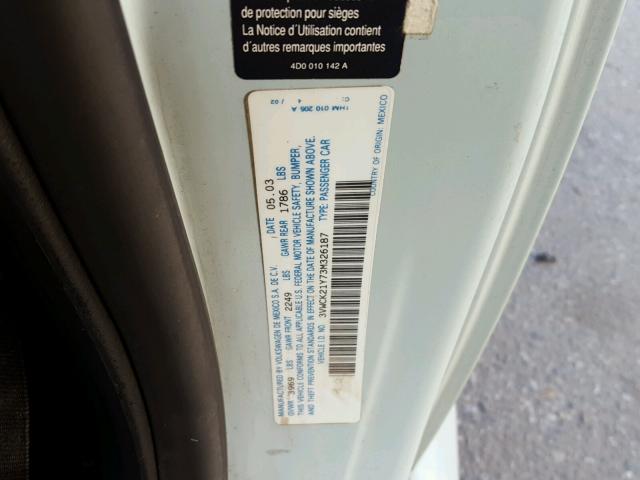 de protection pour sièges
La Notice d'Utilisation contient
d'autres remarques importantes
4D0 010 142 A
1HM 010 205 A
MANUFACTURED BY VOLKSWAGEN DE MEXICO S.A. DE C.V. / DATE 05.03
GVWR 3969 LBS GAWR FRONT 2249 LBS GAWR REAR 1786 LBS
THIS VEHICLE CONFORMS TO ALL APPLICABLE U.S. FEDERAL MOTOR VEHICLE SAFETY, BUMPER,
AND THEFT PREVENTION STANDARDS IN EFFECT ON THE DATE OF MANUFACTURE SHOWN ABOVE.
VEHICLE I.D. NO.: 3VWCK21Y73M326187 TYPE: PASSENGER CAR
COUNTRY OF ORIGIN: MEXICO